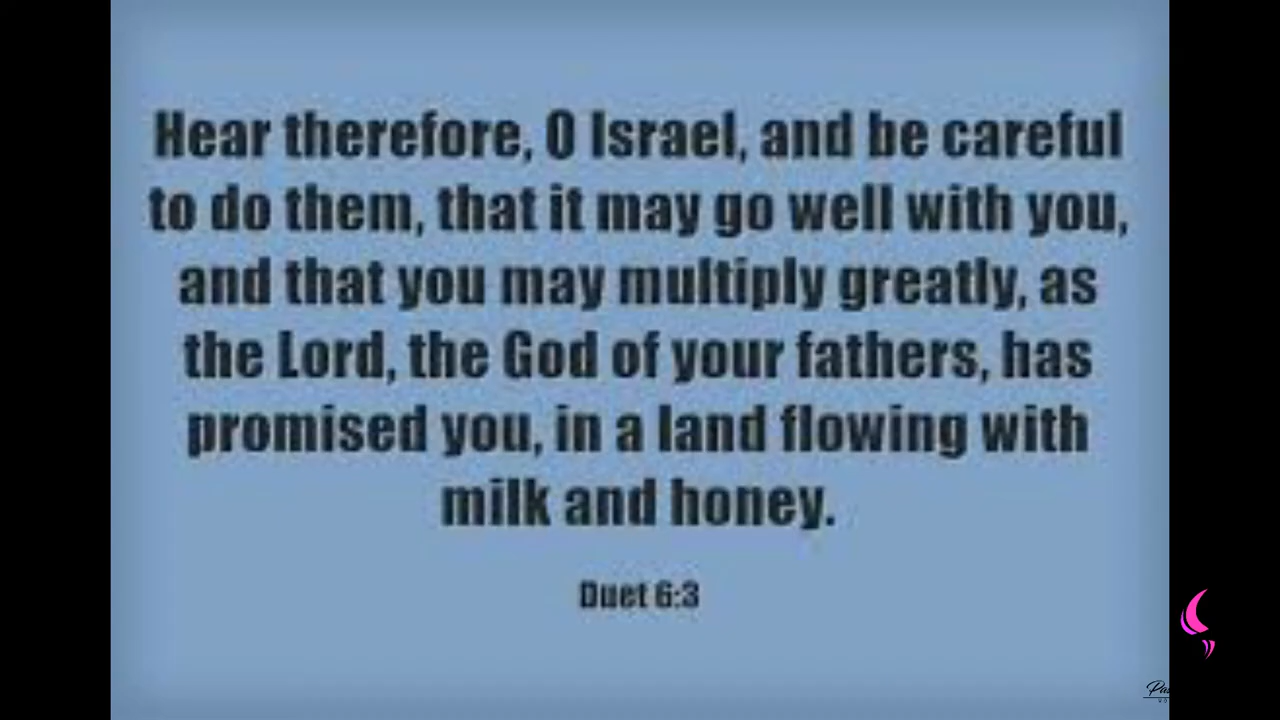 Hear therefore, O Israel, and be careful
to do them, that it may go well with you,
and that you may multiply greatly, as
the Lord, the God of your fathers, has
promised you, in a land flowing with
milk and honey.
Duet 6:3